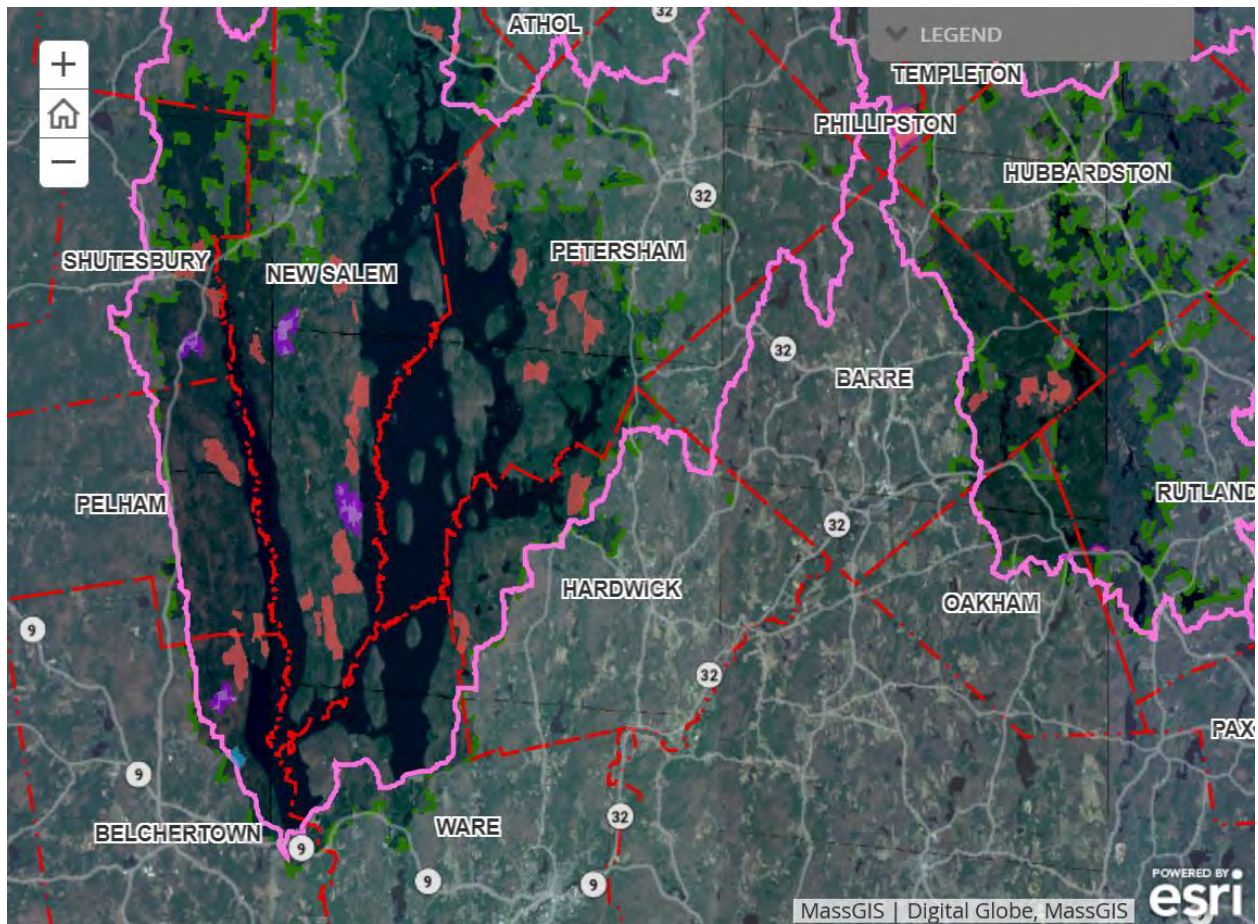 +
−
LEGEND
32
ATHOL
TEMPLETON
PHILLIPSTON
HUBBARDSTON
32
SHUTESBURY
NEW SALEM
PETERSHAM
32
BARRE
PELHAM
RUTLAND
32
HARDWICK
OAKHAM
9
32
PAX
9
32
BELCHERTOWN
WARE
9
9
9
POWERED BY
esri
MassGIS | Digital Globe, MassGIS